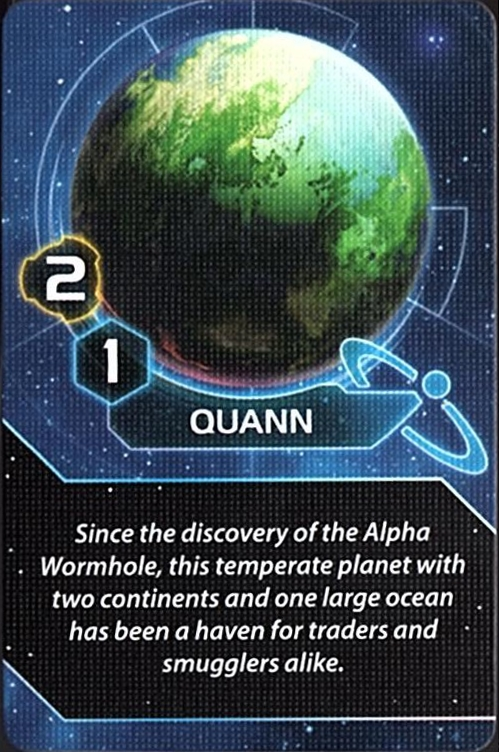 2
1
QUANN
Since the discovery of the Alpha
Wormhole, this temperate planet with
two continents and one large ocean
has been a haven for traders and
smugglers alike.